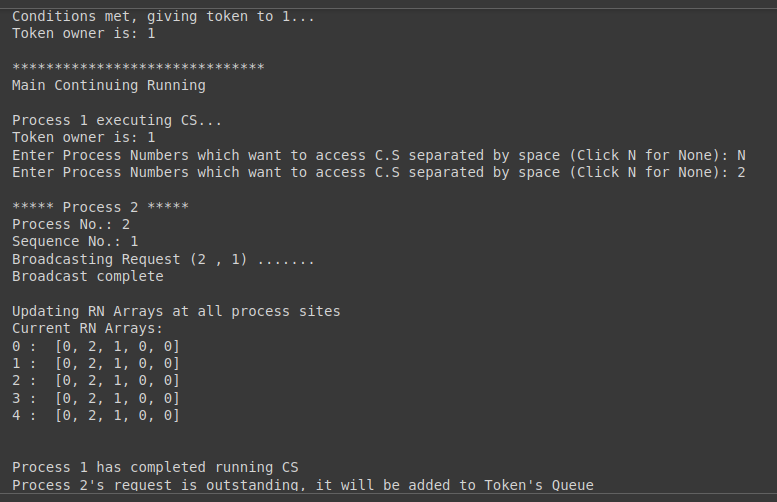 Conditions met, giving token to 1...
Token owner is: 1
******************************
Main Continuing Running
Process 1 executing CS...
Token owner is: 1
Enter Process Numbers which want to access C.S separated by space (Click N for None): N
Enter Process Numbers which want to access C.S separated by space (Click N for None): 2
***** Process 2 *****
Process No.: 2
Sequence No.: 1
Broadcasting Request (2 , 1) .......
Broadcast complete
Updating RN Arrays at all process sites
Current RN Arrays:
0 :  [0, 2, 1, 0, 0]
1 :  [0, 2, 1, 0, 0]
2 :  [0, 2, 1, 0, 0]
3 :  [0, 2, 1, 0, 0]
4 :  [0, 2, 1, 0, 0]
Process 1 has completed running CS
Process 2's request is outstanding, it will be added to Token's Queue